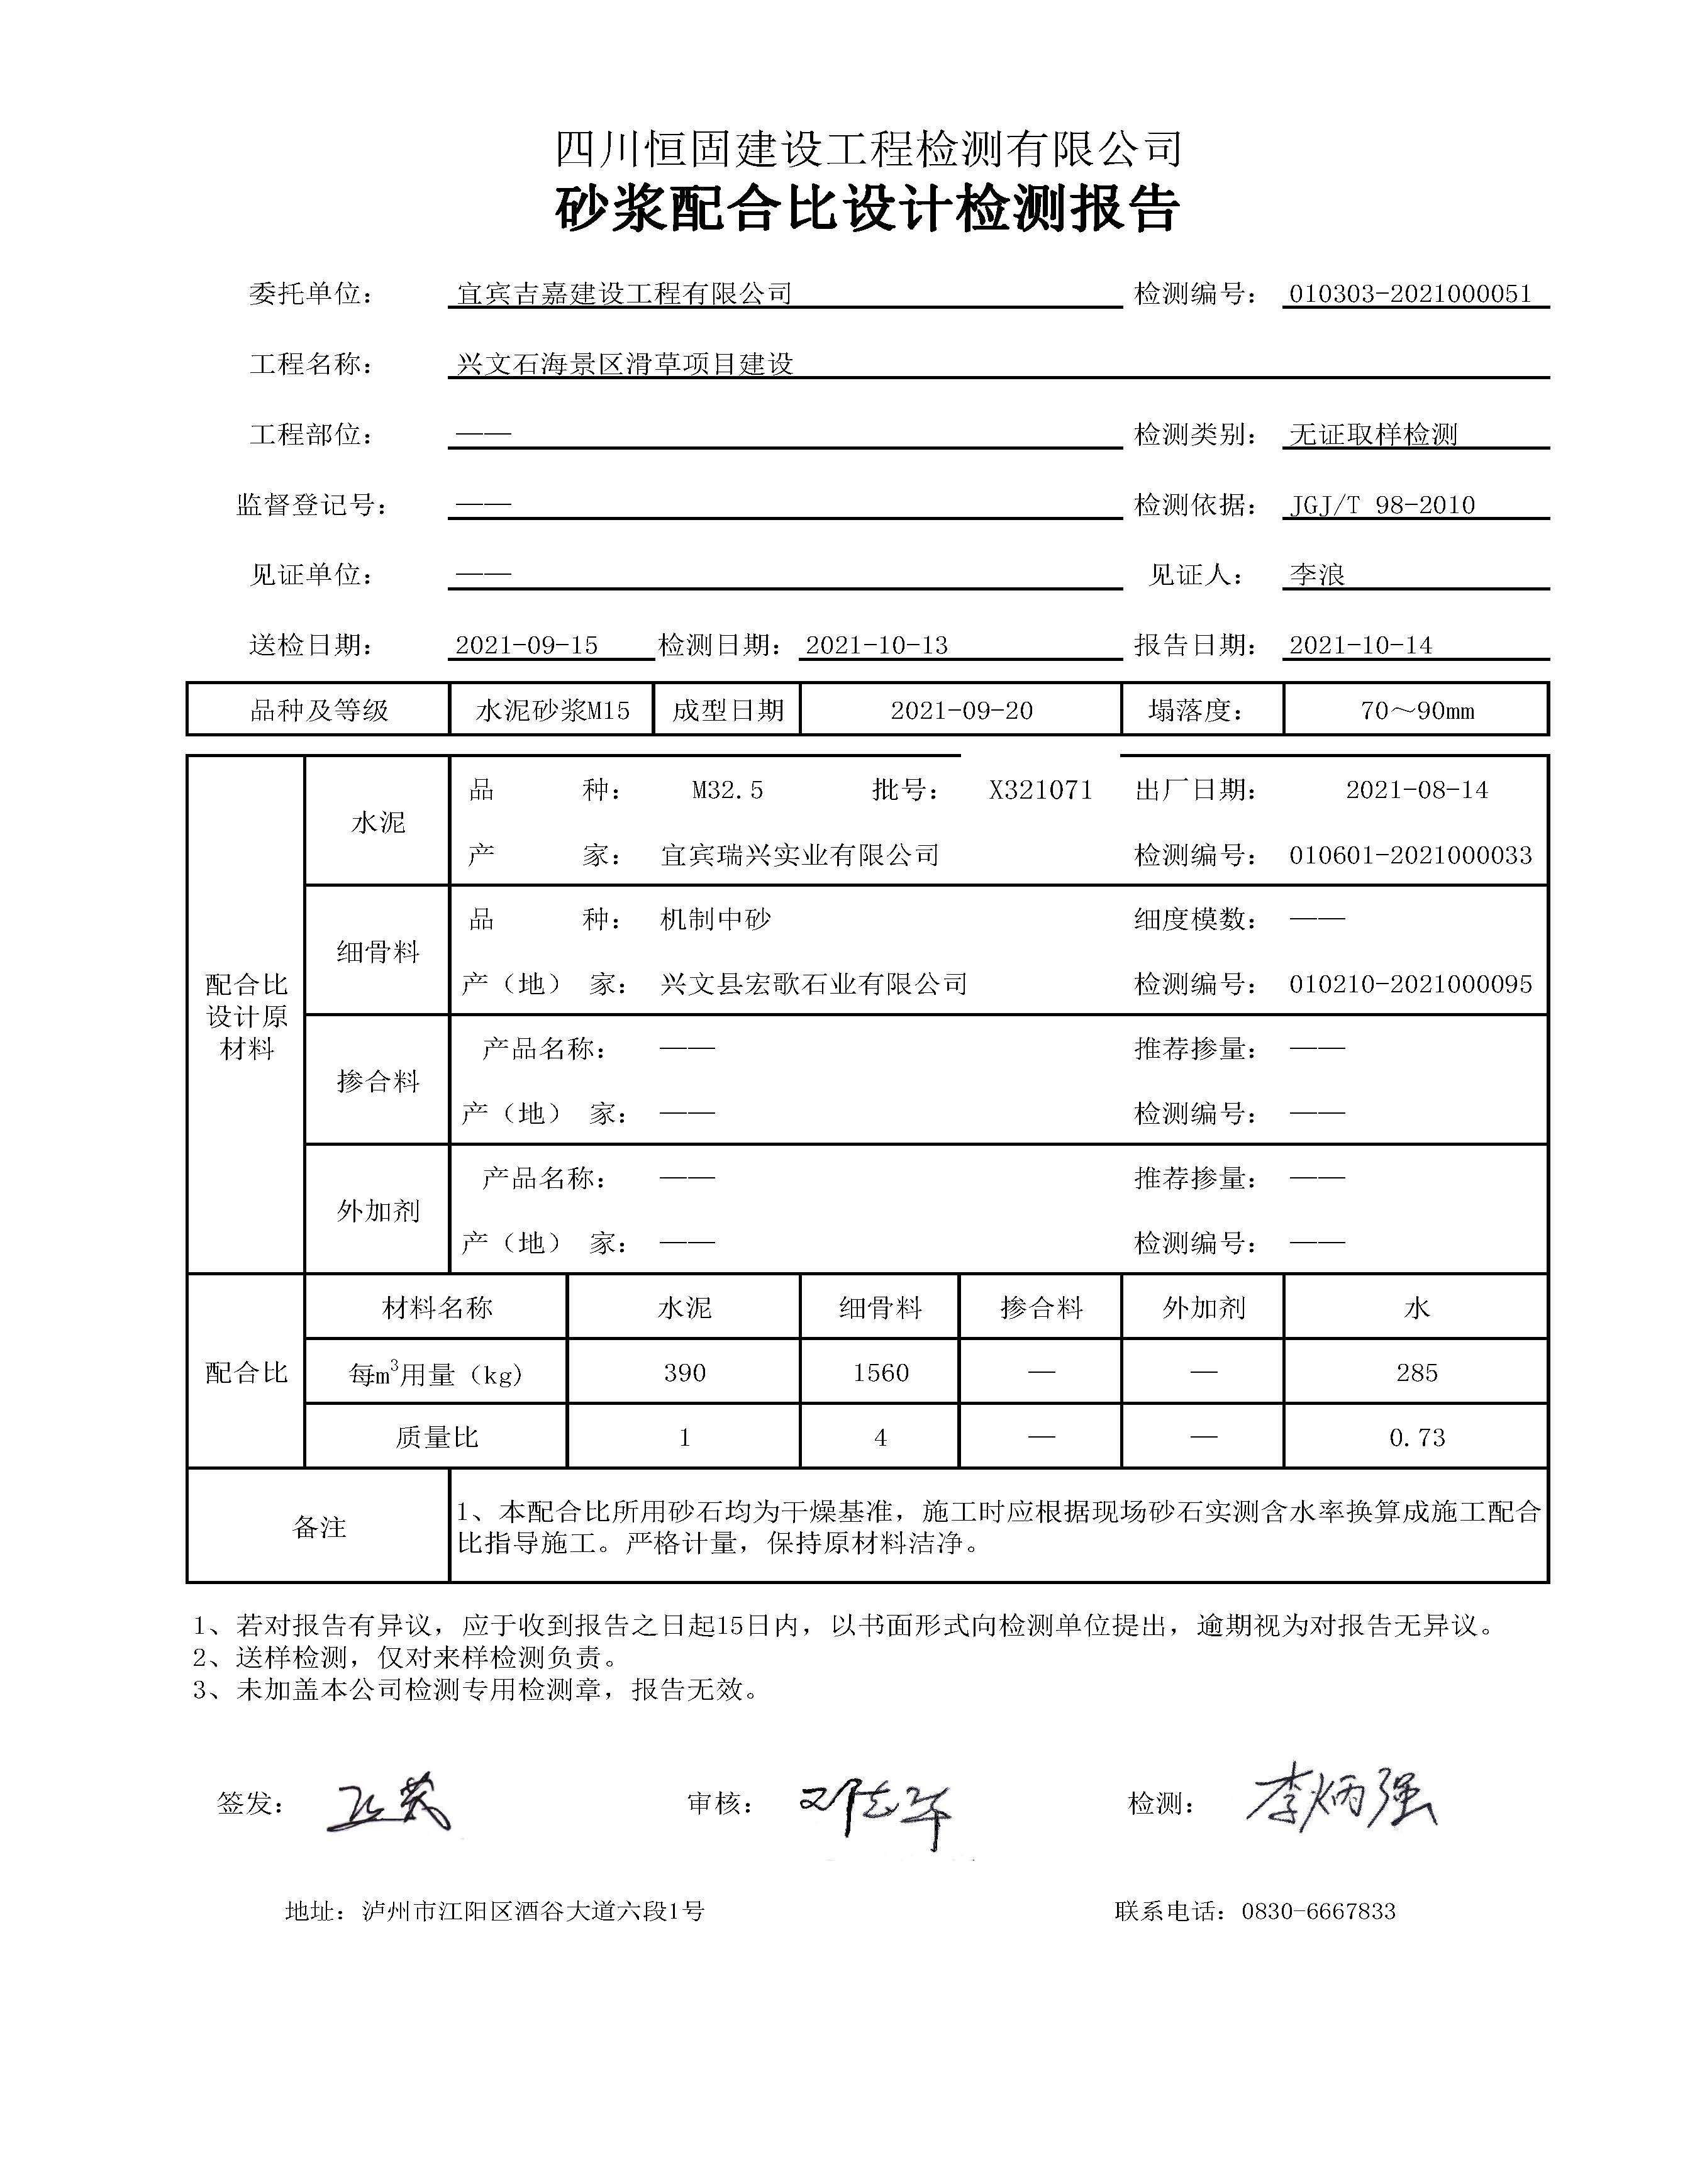 四川恒固建设工程检测有限公司
砂浆配合比设计检测报告
委托单位： 宜宾吉嘉建设工程有限公司 检测编号： 010303-2021000051
工程名称： 兴文石海景区滑草项目建设
工程部位： —— 检测类别： 无证取样检测
监督登记号： —— 检测依据： JGJ/T 98-2010
见证单位： —— 见证人： 李浪
送检日期： 2021-09-15 检测日期： 2021-10-13 报告日期： 2021-10-14
品种及等级 水泥砂浆M15 成型日期 2021-09-20 塌落度： 70～90mm
配合比设计原材料
水泥
品 种： M32.5 批号： X321071 出厂日期： 2021-08-14
产 家： 宜宾瑞兴实业有限公司 检测编号： 010601-2021000033
细骨料
品 种： 机制中砂 细度模数： ——
产（地） 家： 兴文县宏歌石业有限公司 检测编号： 010210-2021000095
掺合料
产品名称： —— 推荐掺量： ——
产（地） 家： —— 检测编号： ——
外加剂
产品名称： —— 推荐掺量： ——
产（地） 家： —— 检测编号： ——
配合比
材料名称 水泥 细骨料 掺合料 外加剂 水
每m³用量（kg） 390 1560 — — 285
质量比 1 4 — — 0.73
备注
1、本配合比所用砂石均为干燥基准，施工时应根据现场砂石实测含水率换算成施工配合
比指导施工。严格计量，保持原材料洁净。
1、若对报告有异议，应于收到报告之日起15日内，以书面形式向检测单位提出，逾期视为对报告无异议。
2、送样检测，仅对来样检测负责。
3、未加盖本公司检测专用检测章，报告无效。
签发： 审核： 邓志华 检测： 李炳强
地址：泸州市江阳区酒谷大道六段1号 联系电话：0830-6667833